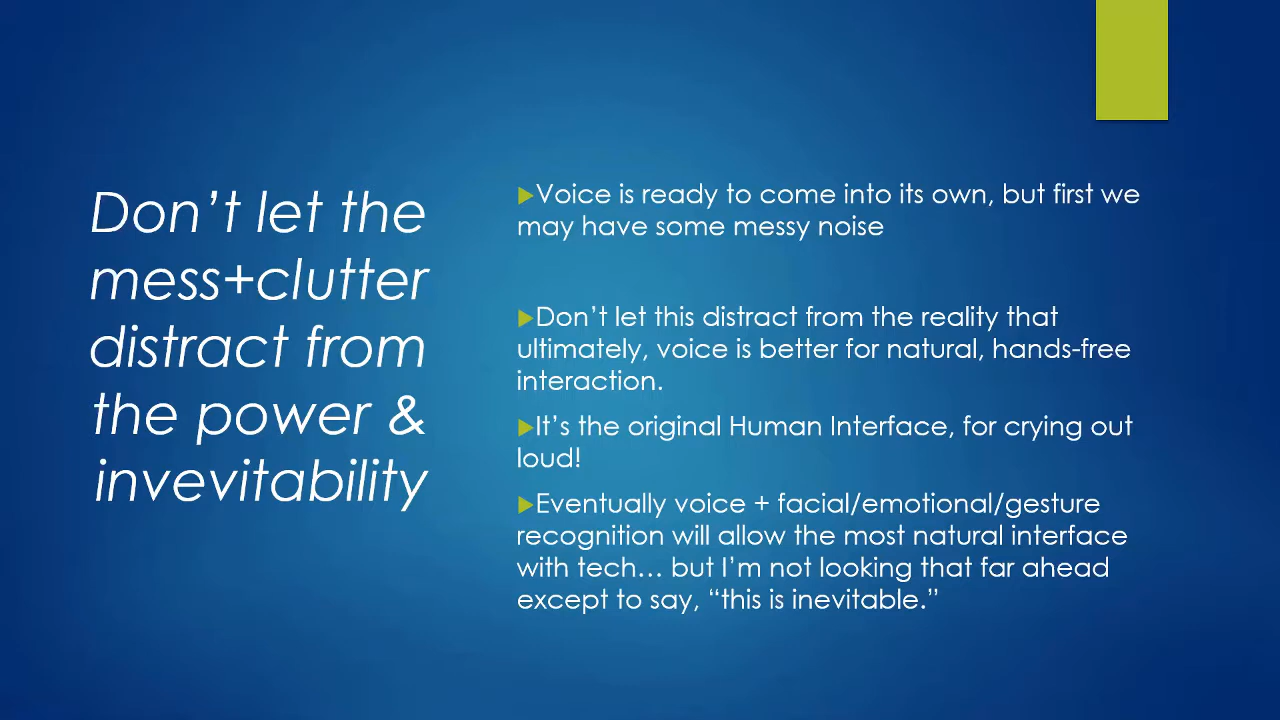 Don’t let the
mess+clutter
distract from
the power &
invevitability
Voice is ready to come into its own, but first we
may have some messy noise
Don’t let this distract from the reality that
ultimately, voice is better for natural, hands-free
interaction.
It’s the original Human Interface, for crying out
loud!
Eventually voice + facial/emotional/gesture
recognition will allow the most natural interface
with tech… but I’m not looking that far ahead
except to say, “this is inevitable.”